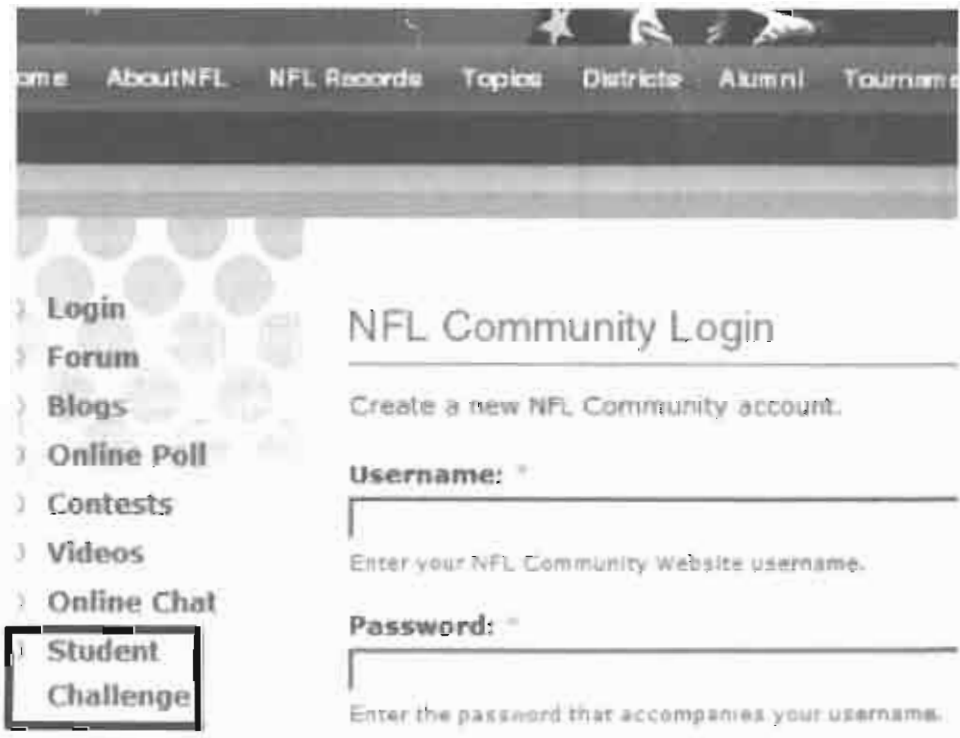 ome AboutNFL NFL Records Topics Districts Alumni Tourname
Login
Forum
Blogs
Online Poll
Contests
Videos
Online Chat
Student
Challenge
NFL Community Login
Create a new NFL Community account.
Username: *
Enter your NFL Community Website username.
Password: *
Enter the password that accompanies your username.